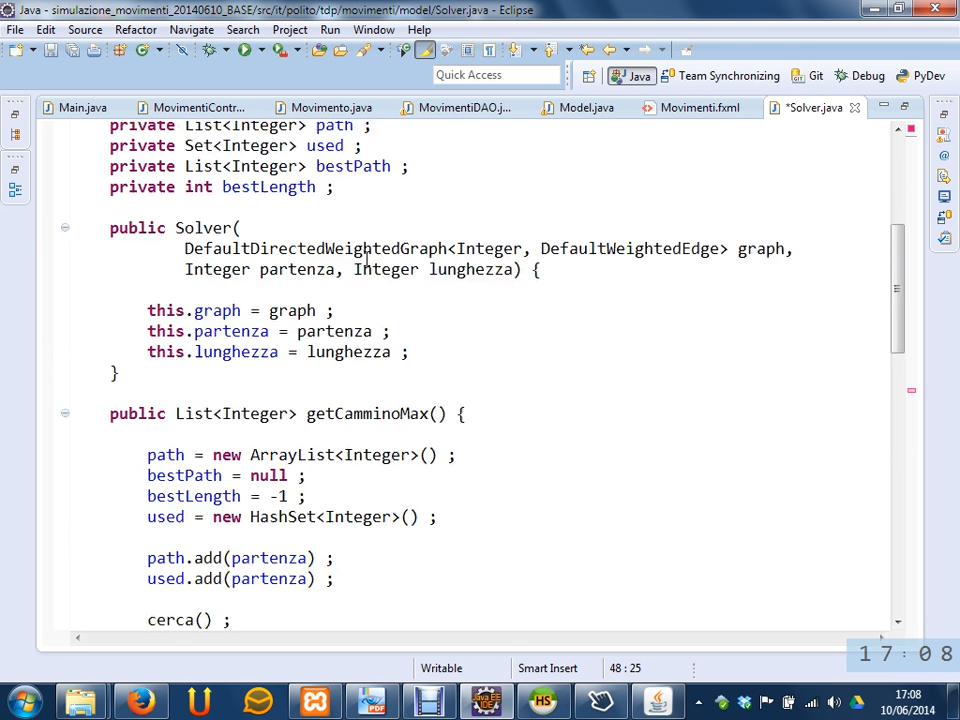 Java - simulazione_movimenti_20140610_BASE/src/it/polito/tdp/movimenti/model/Solver.java - Eclipse
File Edit Source Refactor Navigate Search Project Run Window Help
Quick Access Java Team Synchronizing Git Debug PyDev
Main.java MovimentiContr... Movimento.java MovimentiDAO.j... Model.java Movimenti.fxml *Solver.java
private List<Integer> path ;
private Set<Integer> used ;
private List<Integer> bestPath ;
private int bestLength ;
public Solver(
DefaultDirectedWeightedGraph<Integer, DefaultWeightedEdge> graph,
Integer partenza, Integer lunghezza) {
this.graph = graph ;
this.partenza = partenza ;
this.lunghezza = lunghezza ;
}
public List<Integer> getCamminoMax() {
path = new ArrayList<Integer>() ;
bestPath = null ;
bestLength = -1 ;
used = new HashSet<Integer>() ;
path.add(partenza) ;
used.add(partenza) ;
cerca() ;
17:08
Writable Smart Insert 48 : 25
17:08
10/06/2014